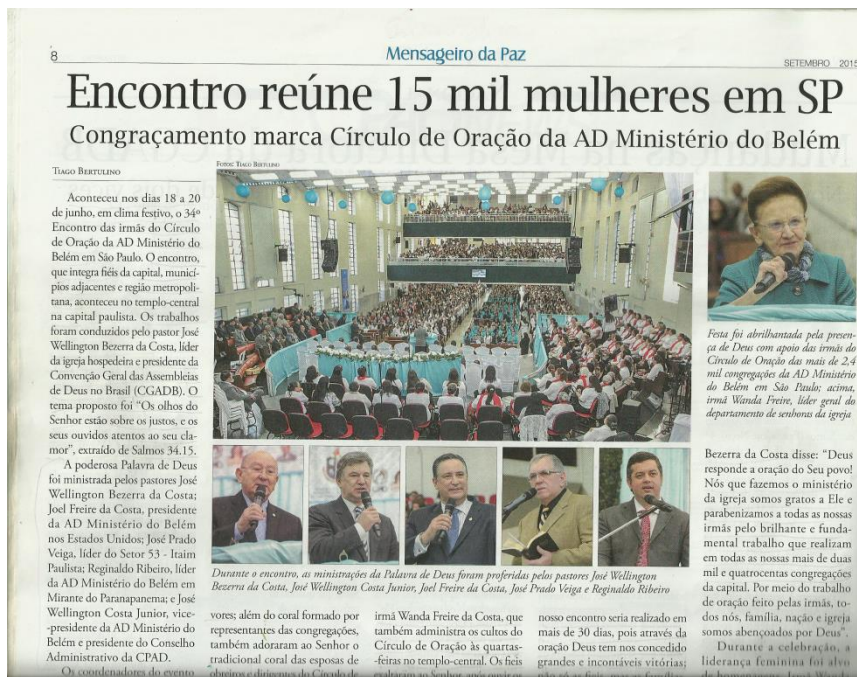 8
Mensageiro da Paz
SETEMBRO 2015
Encontro reúne 15 mil mulheres em SP
Congraçamento marca Círculo de Oração da AD Ministério do Belém
TIAGO BERTULINO
FOTOS: TIAGO BERTULINO
Aconteceu nos dias 18 a 20
de junho, em clima festivo, o 34º
Encontro das irmãs do Círculo
de Oração da AD Ministério do
Belém em São Paulo. O encontro,
que integra fiéis da capital, municí-
pios adjacentes e região metropoli-
tana, aconteceu no templo-central
na capital paulista. Os trabalhos
foram conduzidos pelo pastor José
Wellington Bezerra da Costa, líder
da igreja hospedeira e presidente da
Convenção Geral das Assembleias
de Deus no Brasil (CGADB). O
tema proposto foi “Os olhos do
Senhor estão sobre os justos, e os
seus ouvidos atentos ao seu cla-
mor”, extraído de Salmos 34.15.
A poderosa Palavra de Deus
foi ministrada pelos pastores José
Wellington Bezerra da Costa;
Joel Freire da Costa, presidente
da AD Ministério do Belém
nos Estados Unidos; José Prado
Veiga, líder do Setor 53 - Itaim
Paulista; Reginaldo Ribeiro, líder
da AD Ministério do Belém em
Mirante do Paranapanema; e José
Wellington Costa Junior, vice-
-presidente da AD Ministério do
Belém e presidente do Conselho
Administrativo da CPAD.
Os coordenadores do evento
Durante o encontro, as ministrações da Palavra de Deus foram proferidas pelos pastores José Wellington
Bezerra da Costa, José Wellington Costa Junior, Joel Freire da Costa, José Prado Veiga e Reginaldo Ribeiro
vores; além do coral formado por
representantes das congregações,
também adoraram ao Senhor o
tradicional coral das esposas de
obreiros e dirigentes do Círculo de
irmã Wanda Freire da Costa, que
também administra os cultos do
Círculo de Oração às quartas-
-feiras no templo-central. Os fieis
exaltaram ao Senhor, após ouvir os
nosso encontro seria realizado em
mais de 30 dias, pois através da
oração Deus tem nos concedido
grandes e incontáveis vitórias;
não só as fieis, mas as famílias
Festa foi abrilhantada pela presen-
ça de Deus com apoio das irmãs do
Círculo de Oração das mais de 2,4
mil congregações da AD Ministério
do Belém em São Paulo; acima,
irmã Wanda Freire, líder geral do
departamento de senhoras da igreja
Bezerra da Costa disse: “Deus
responde a oração do Seu povo!
Nós que fazemos o ministério
da igreja somos gratos a Ele e
parabenizamos a todas as nossas
irmãs pelo brilhante e funda-
mental trabalho que realizam
em todas as nossas mais de duas
mil e quatrocentas congregações
da capital. Por meio do trabalho
de oração feito pelas irmãs, to-
dos nós, família, nação e igreja
somos abençoados por Deus”.
Durante a celebração, a
liderança feminina foi alvo